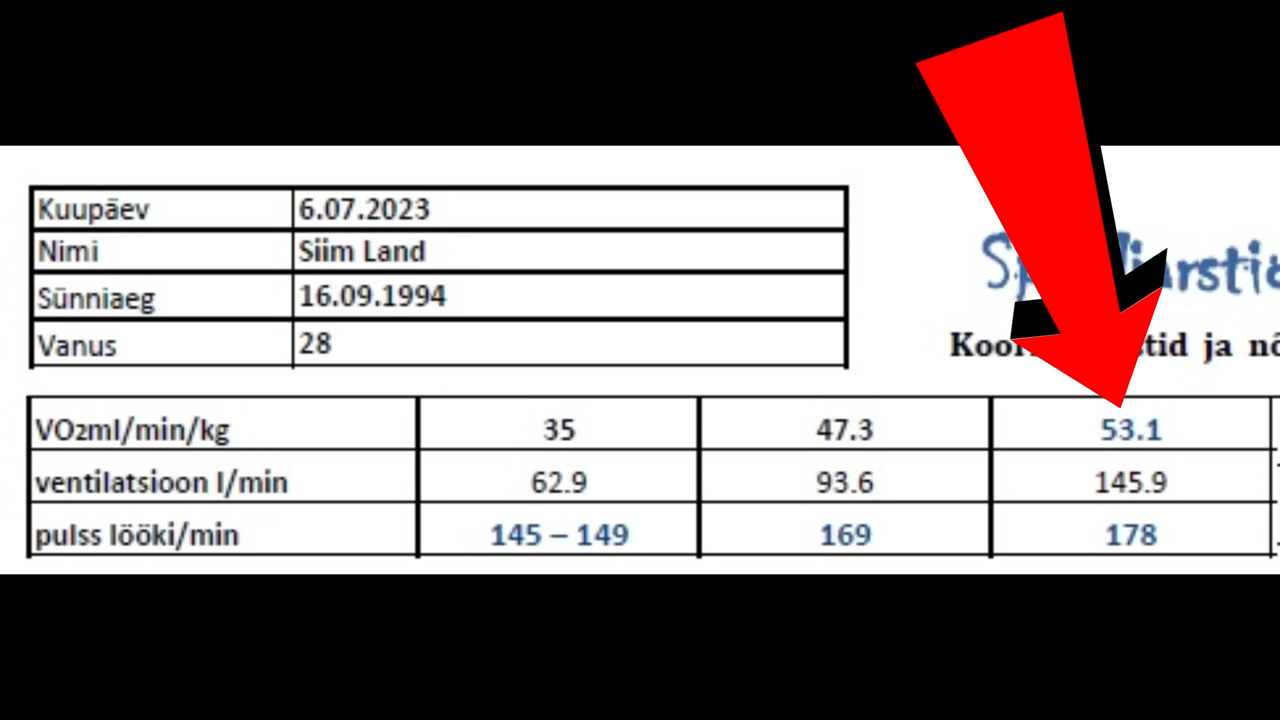 Kuupäev 6.07.2023
Nimi Siim Land
Sünniaeg 16.09.1994
Vanus 28
ja
VO2ml/min/kg 35 47.3 53.1
ventilatsioon l/min 62.9 93.6 145.9
pulss lööki/min 145 – 149 169 178